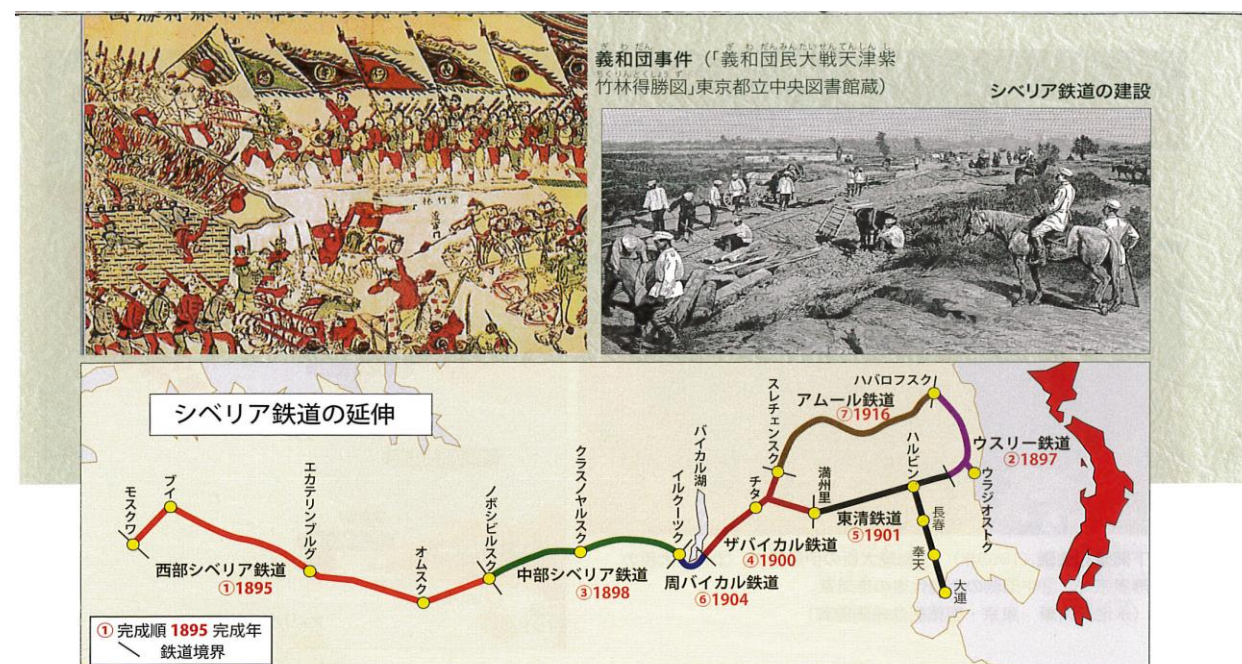 義和団事件（「義和団民大戦天津紫
竹林得勝図」東京都立中央図書館蔵）
シベリア鉄道の建設
紫竹林
シベリア鉄道の延伸
モスクワ
ブイ
西部シベリア鉄道
①1895
エカテリンブルグ
オムスク
ノボシビルスク
中部シベリア鉄道
③1898
クラスノヤルスク
イルクーツク
バイカル湖
周バイカル鉄道
⑥1904
ザバイカル鉄道
④1900
チタ
スレチェンスク
アムール鉄道
⑦1916
ハバロフスク
ウスリー鉄道
②1897
ウラジオストク
満州里
東清鉄道
⑤1901
ハルビン
長春
奉天
大連
① 完成順 1895 完成年
鉄道境界